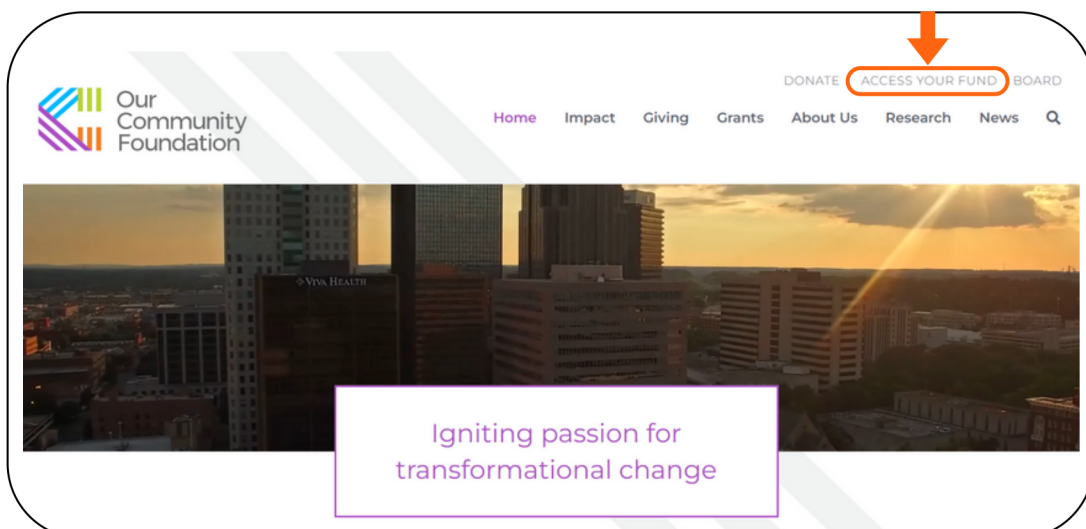 DONATE ACCESS YOUR FUND BOARD
Our
Community
Foundation
Home Impact Giving Grants About Us Research News
VIVA HEALTH
Igniting passion for
transformational change